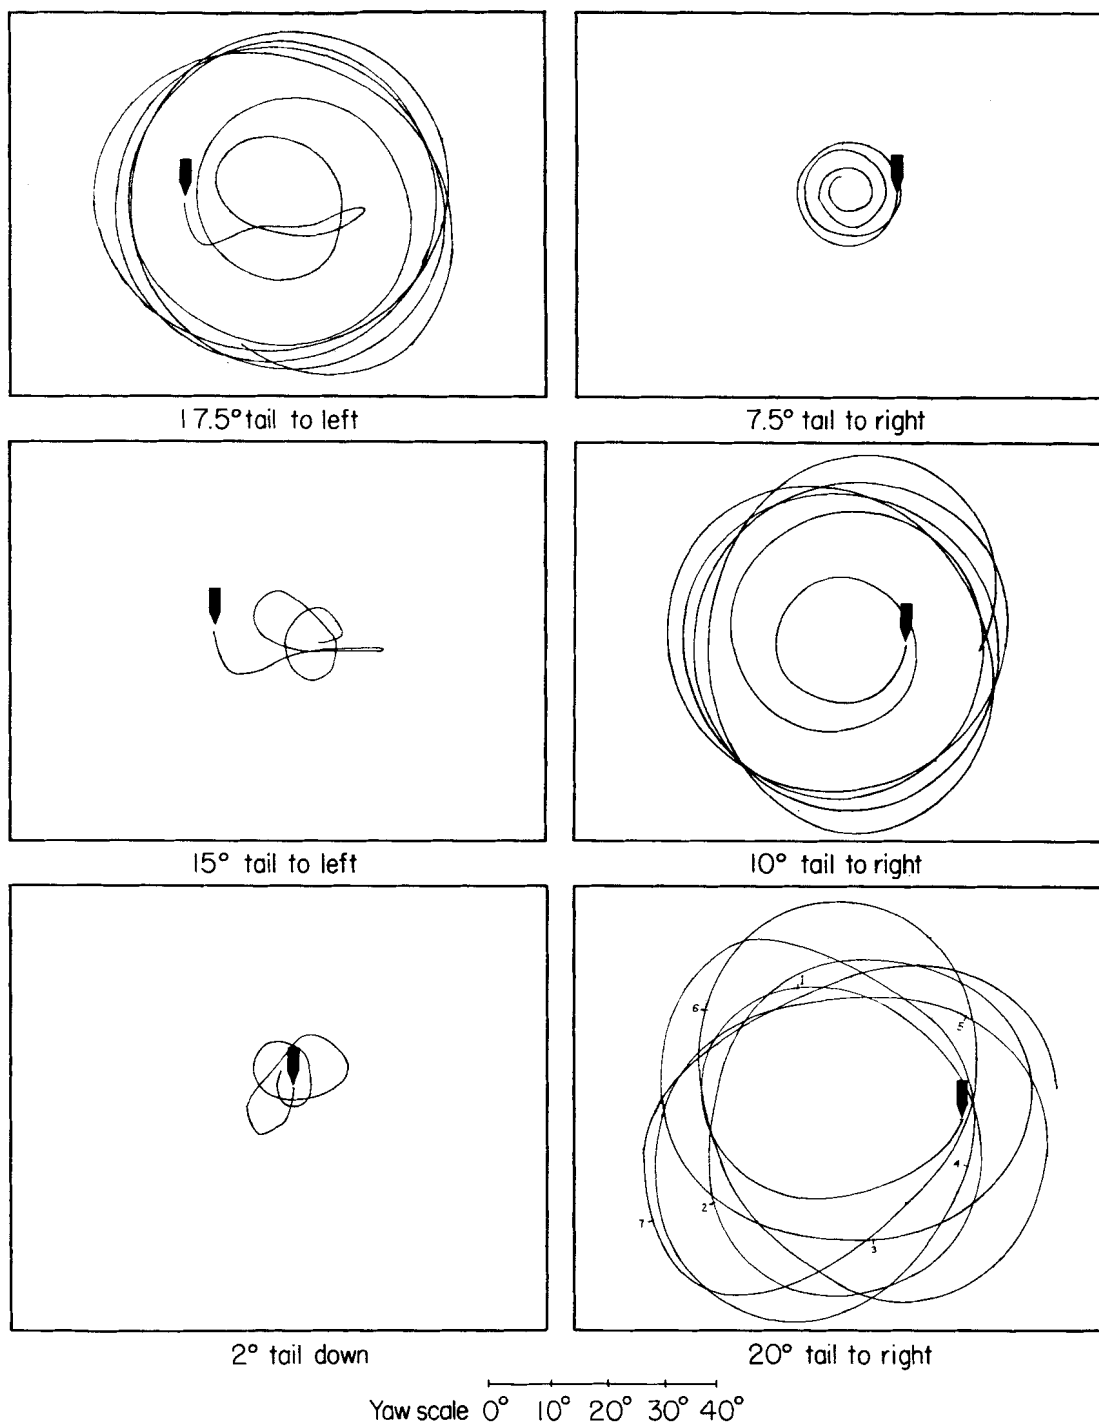 17.5° tail to left
7.5° tail to right
15° tail to left
10° tail to right
1
6
5
4
2
7
3
2° tail down
20° tail to right
Yaw scale 0° 10° 20° 30° 40°